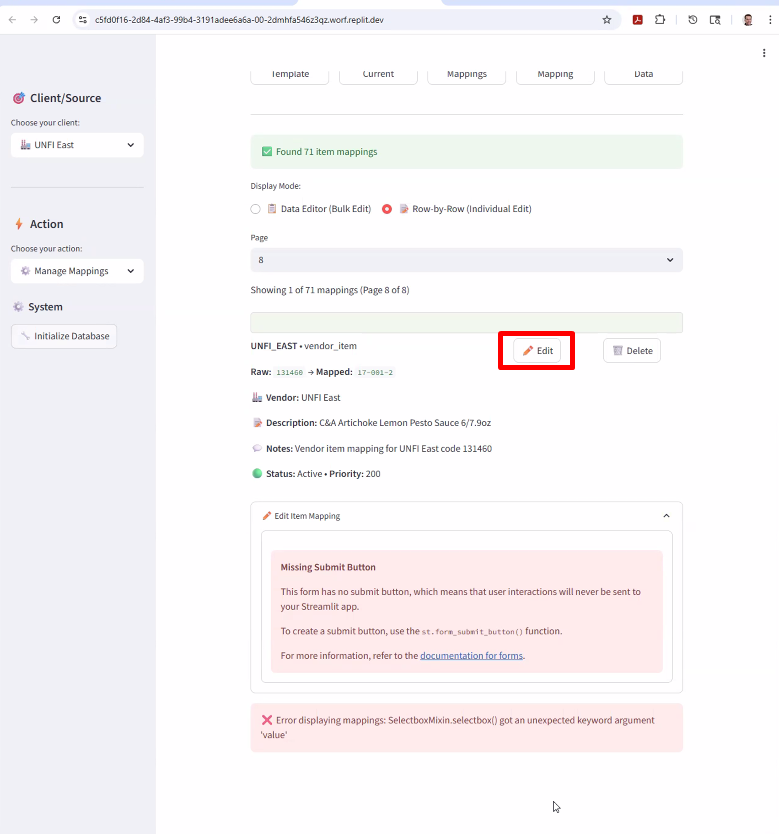 c5fd0f16-2d84-4af3-99b4-3191adee6a6a-00-2dmhfa546z3qz.worf.replit.dev
Client/Source
Choose your client:
UNFI East
Action
Choose your action:
Manage Mappings
System
Initialize Database
Template
Current
Mappings
Mapping
Data
Found 71 item mappings
Display Mode:
Data Editor (Bulk Edit)
Row-by-Row (Individual Edit)
Page
8
Showing 1 of 71 mappings (Page 8 of 8)
UNFI_EAST • vendor_item
Edit
Delete
Raw: 131460 → Mapped: 17-081-2
Vendor: UNFI East
Description: C&A Artichoke Lemon Pesto Sauce 6/7.9oz
Notes: Vendor item mapping for UNFI East code 131460
Status: Active • Priority: 200
Edit Item Mapping
Missing Submit Button
This form has no submit button, which means that user interactions will never be sent to
your Streamlit app.
To create a submit button, use the st.form_submit_button() function.
For more information, refer to the documentation for forms.
Error displaying mappings: SelectboxMixin.selectbox() got an unexpected keyword argument
'value'